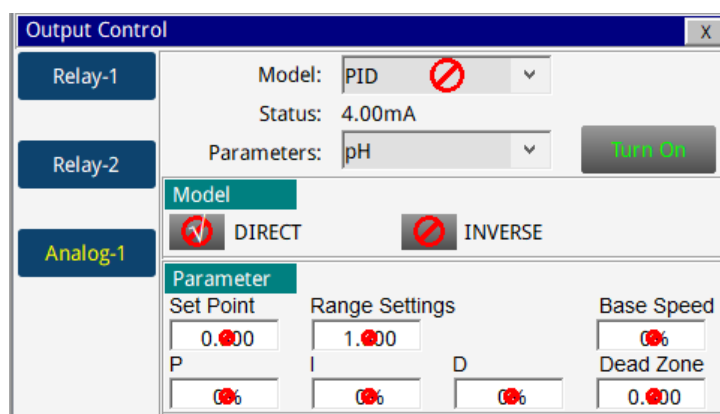 Output Contro
X
Relay-1
Model: PID
Status: 4.00mA
Relay-2
Parameters: pH
Turn On
Model
DIRECT
INVERSE
Analog-1
Parameter
Set Point
Range Settings
Base Speed
P
I
D
Dead Zone